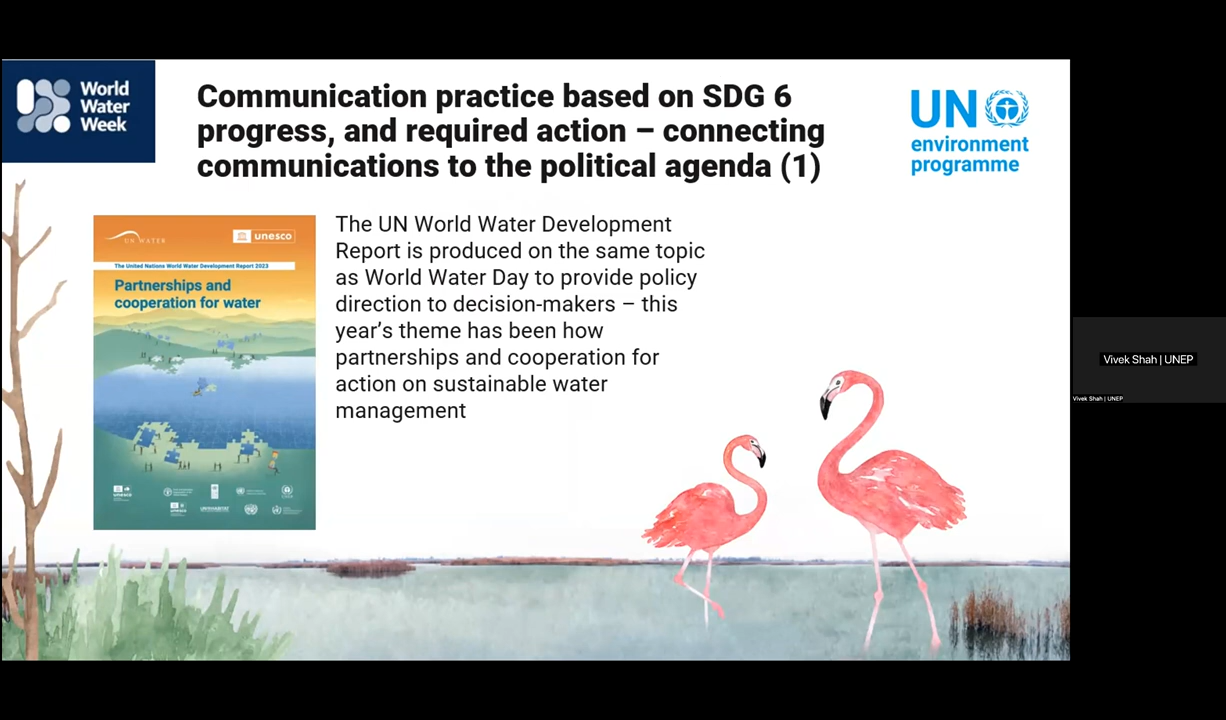 World
Water
Week
Communication practice based on SDG 6
progress, and required action – connecting
communications to the political agenda (1)
UN
environment
programme
UN WATER
unesco
The United Nations World Water Development Report 2023
Partnerships and
cooperation for water
unesco
unesco
UN-HABITAT
The UN World Water Development
Report is produced on the same topic
as World Water Day to provide policy
direction to decision-makers – this
year’s theme has been how
partnerships and cooperation for
action on sustainable water
management
Vivek Shah | UNEP
Vivek Shah | UNEP